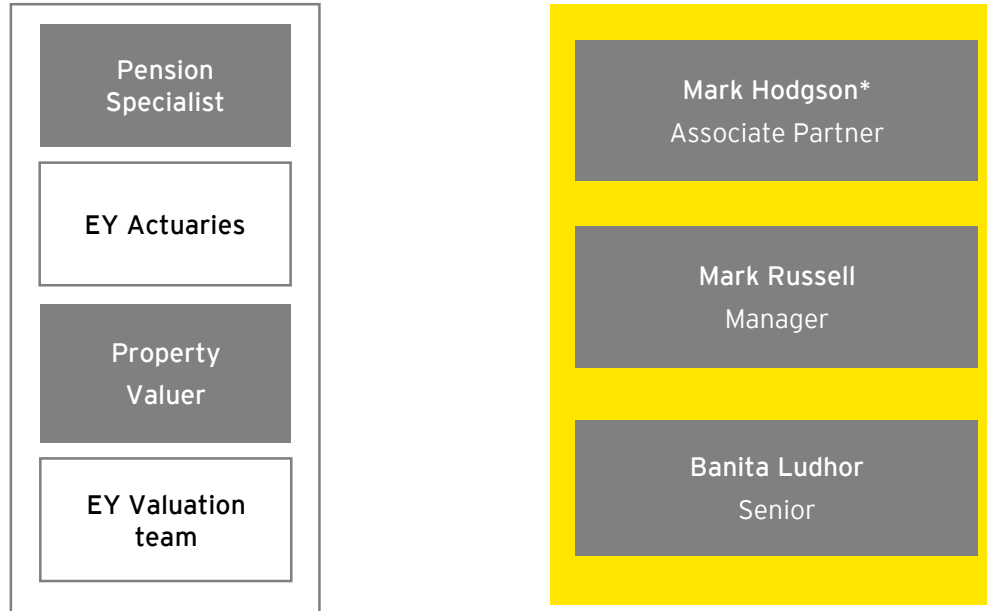 Pension
Specialist
EY Actuaries
Property
Valuer
EY Valuation
team
Mark Hodgson*
Associate Partner
Mark Russell
Manager
Banita Ludhor
Senior